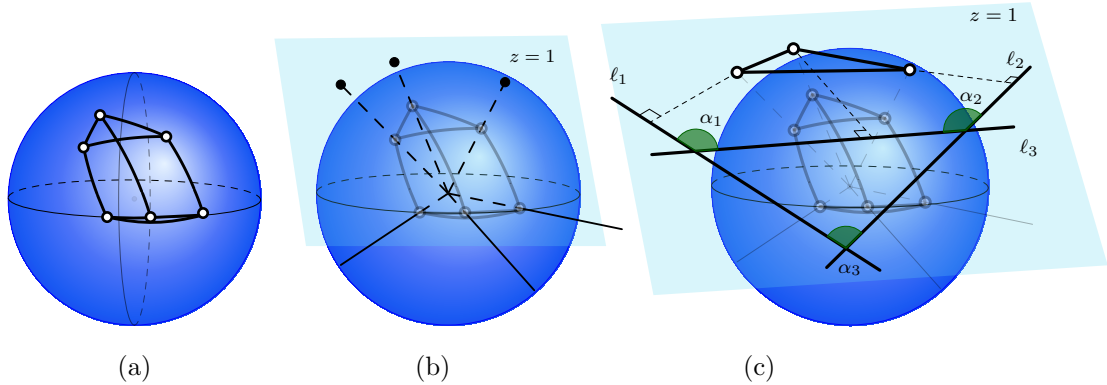 z = 1
z = 1
ℓ₁
ℓ₂
α₁
α₂
ℓ₃
α₃
(a)
(b)
(c)